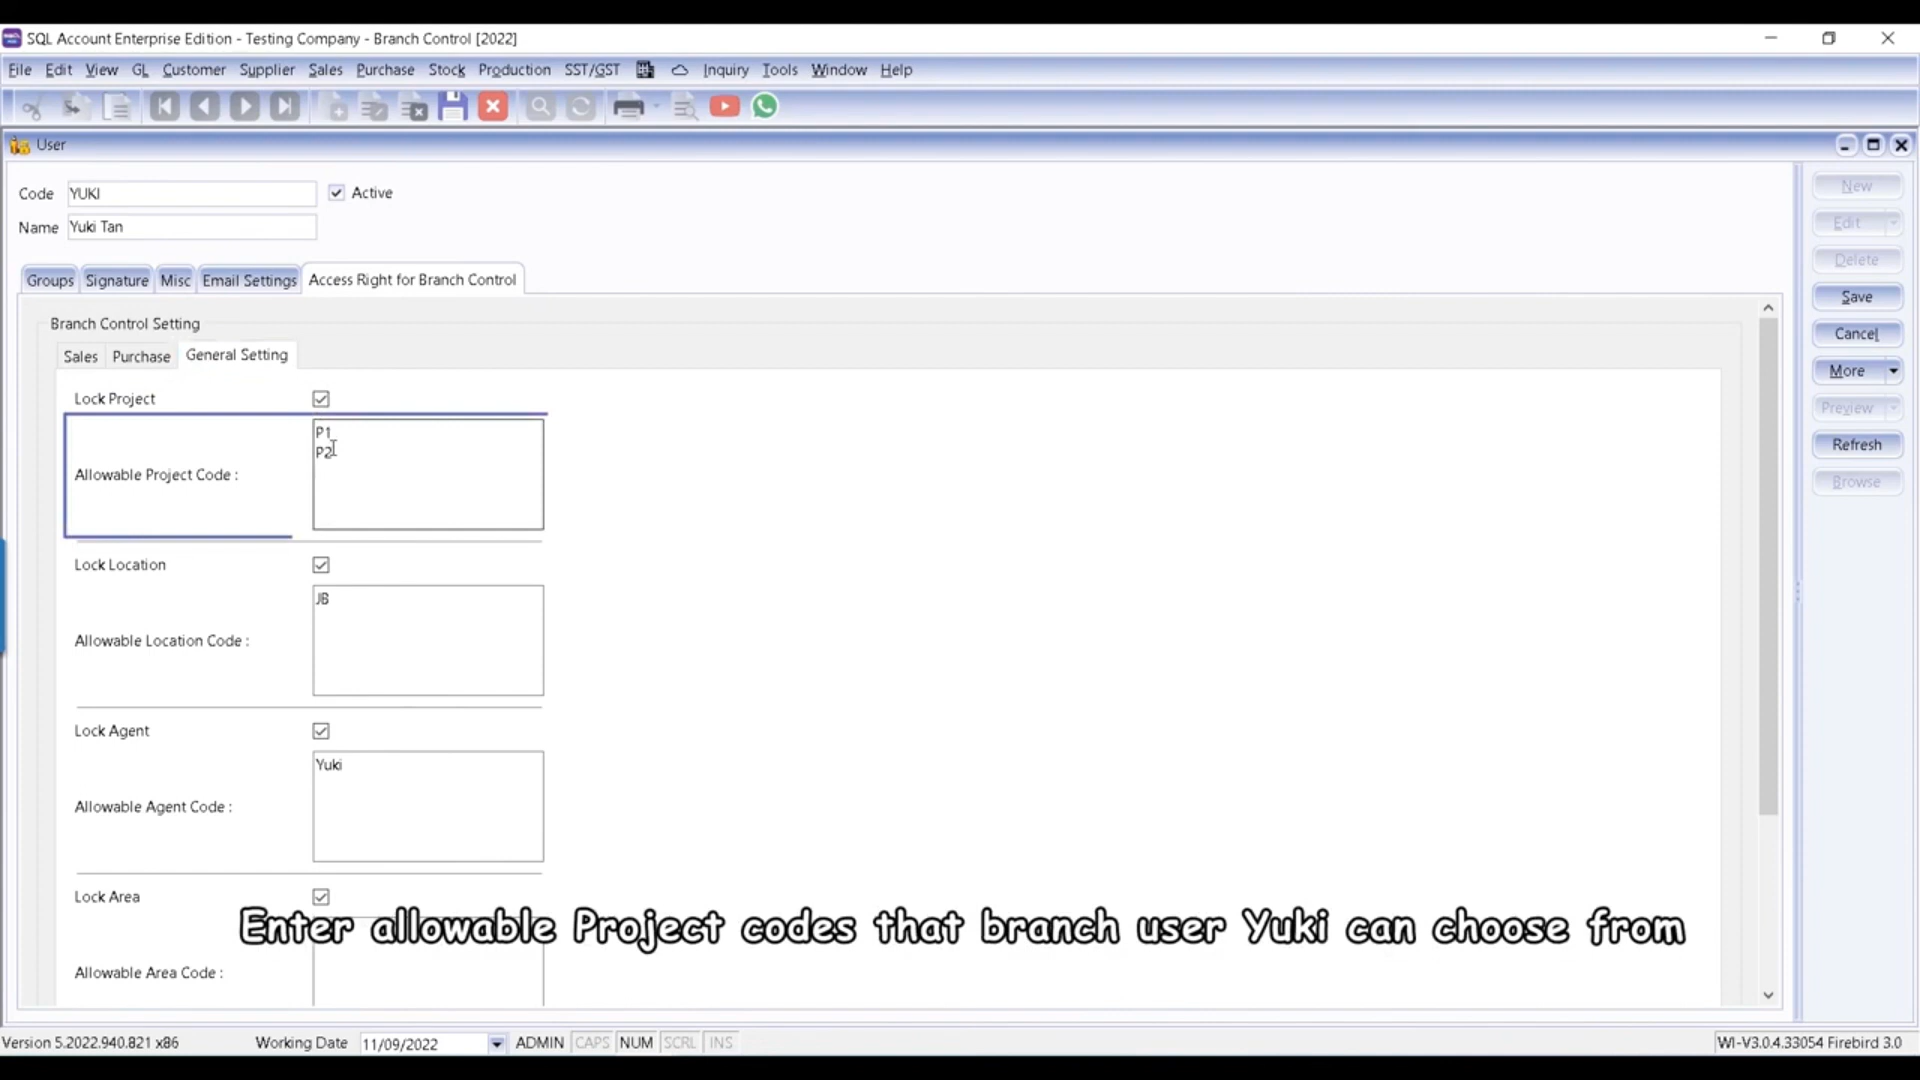 SQL Account Enterprise Edition - Testing Company - Branch Control [2022]
File Edit View GL Customer Supplier Sales Purchase Stock Production SST/GST Inquiry Tools Window Help
User
Code YUKI Active
Name Yuki Tan
Groups Signature Misc Email Settings Access Right for Branch Control
Branch Control Setting
Sales Purchase General Setting
Lock Project
P1
P2
Allowable Project Code :
Lock Location
JB
Allowable Location Code :
Lock Agent
Yuki
Allowable Agent Code :
Lock Area
Enter allowable Project codes that branch user Yuki can choose from
Allowable Area Code :
New
Edit
Delete
Save
Cancel
More
Preview
Refresh
Browse
Version 5.2022.940.821 x86 Working Date 11/09/2022 ADMIN CAPS NUM SCRL INS WI-V3.0.4.33054 Firebird 3.0